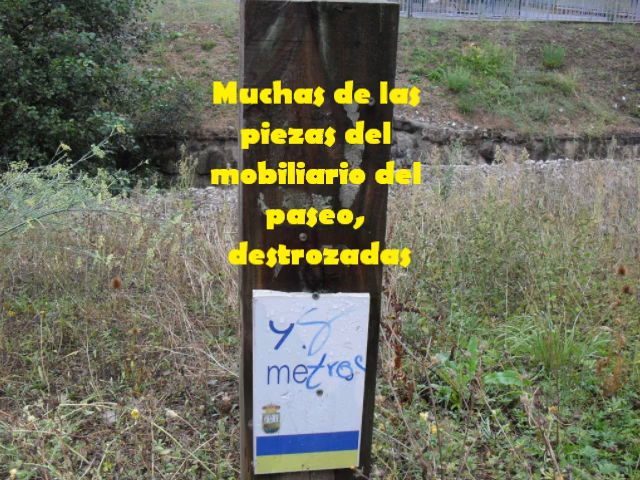 Muchas de las
piezas del
mobiliario del
paseo,
destrozadas
metros